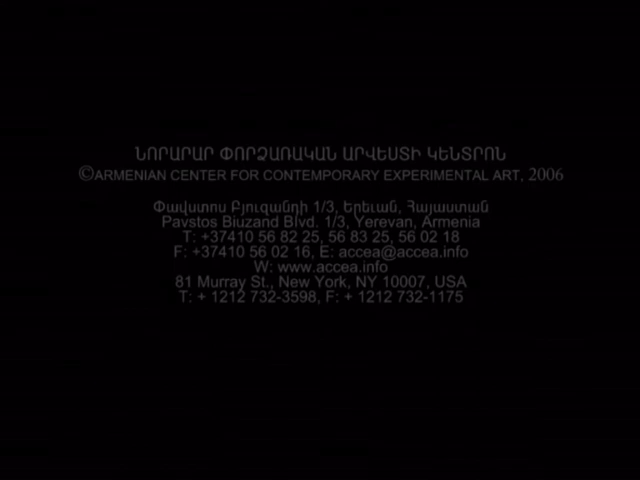 ՆՈՐԱՐԱՐ ՓՈՐՁԱՌԱԿԱՆ ԱՐՎԵՍՏԻ ԿԵՆՏՐՈՆ
©ARMENIAN CENTER FOR CONTEMPORARY EXPERIMENTAL ART, 2006
Փավստոս Բյուզանդի 1/3, Երեւան, Հայաստան
Pavstos Biuzand Blvd. 1/3, Yerevan, Armenia
T: +37410 56 82 25, 56 83 25, 56 02 18
F: +37410 56 02 16, E: accea@accea.info
W: www.accea.info
81 Murray St., New York, NY 10007, USA
T: + 1212 732-3598, F: + 1212 732-1175